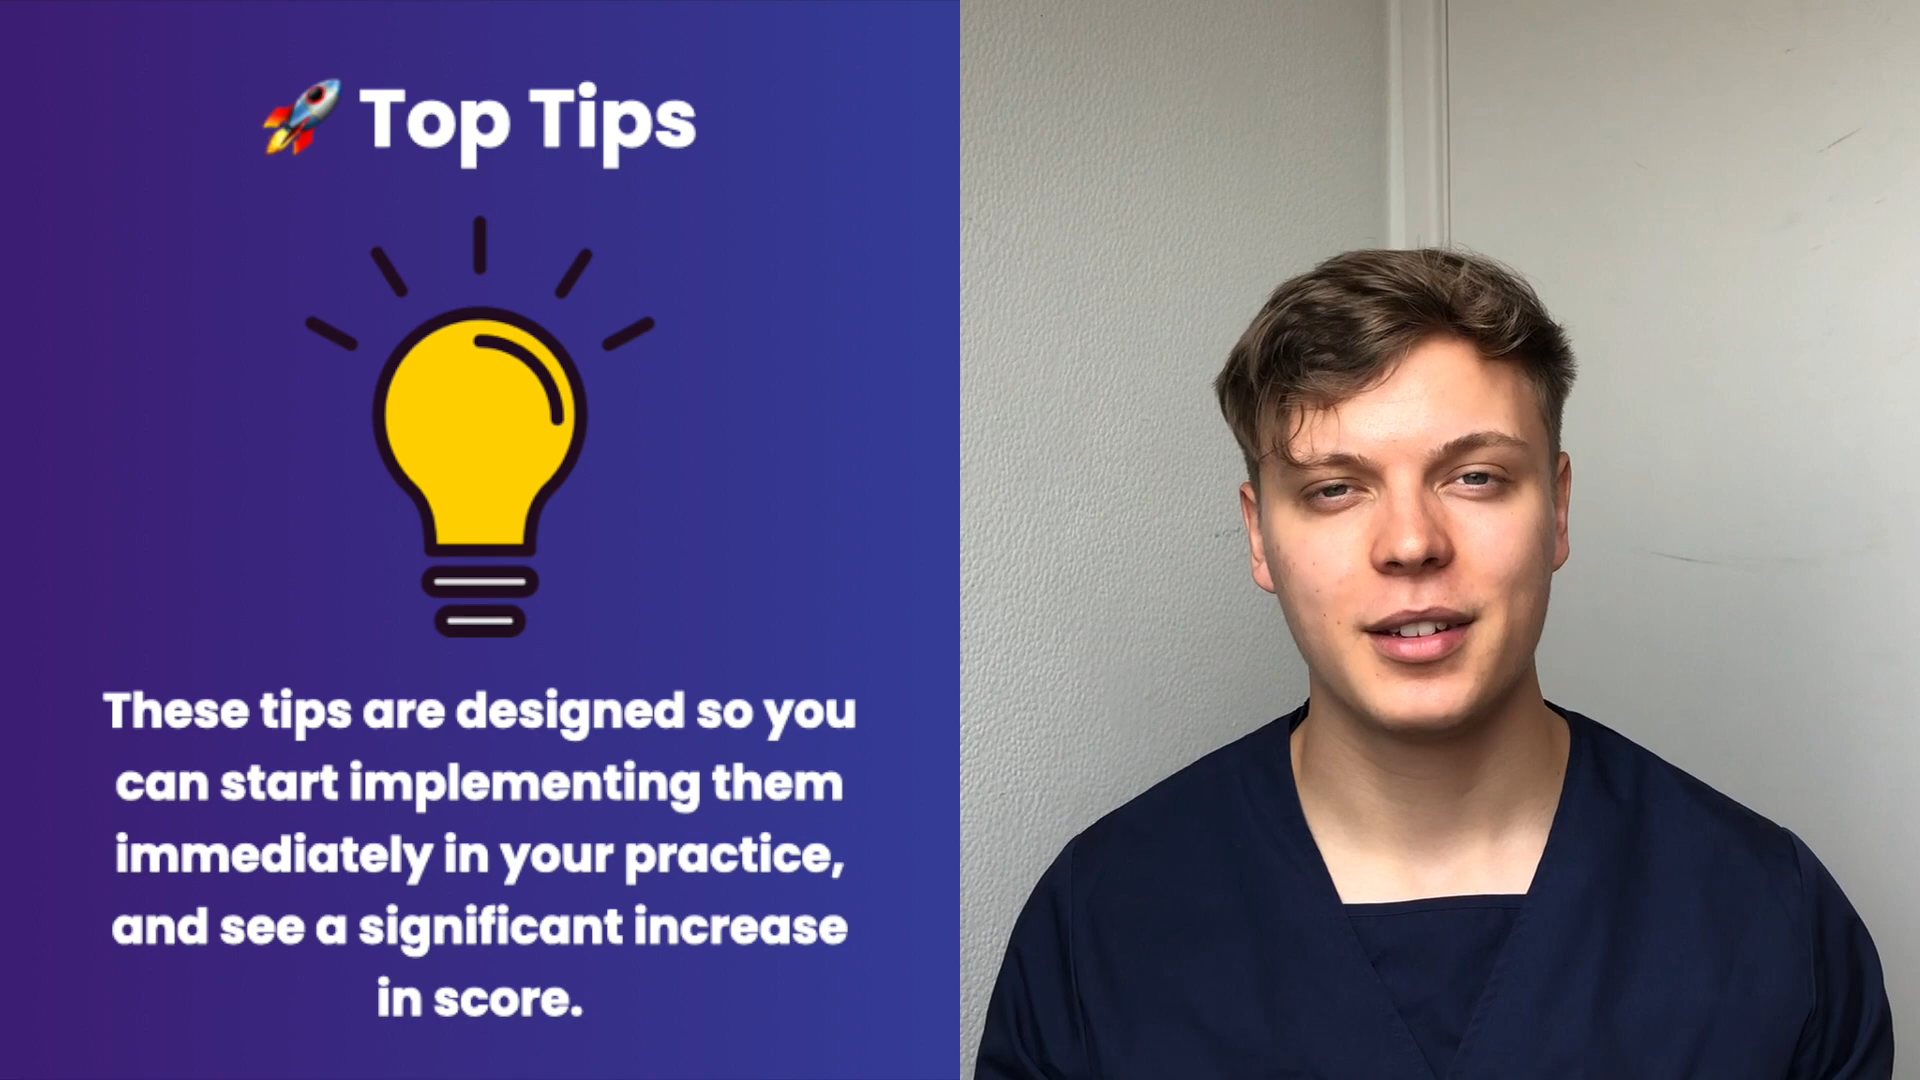 🚀 Top Tips
These tips are designed so you
can start implementing them
immediately in your practice,
and see a significant increase
in score.